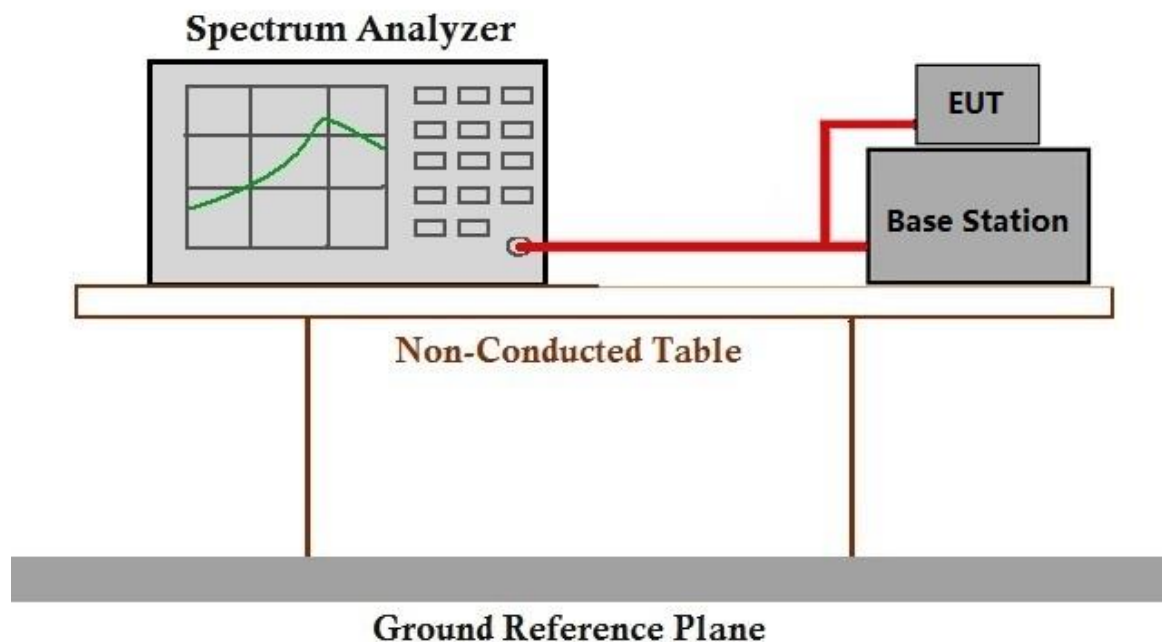 Spectrum Analyzer
EUT
Base Station
Non-Conducted Table
Ground Reference Plane